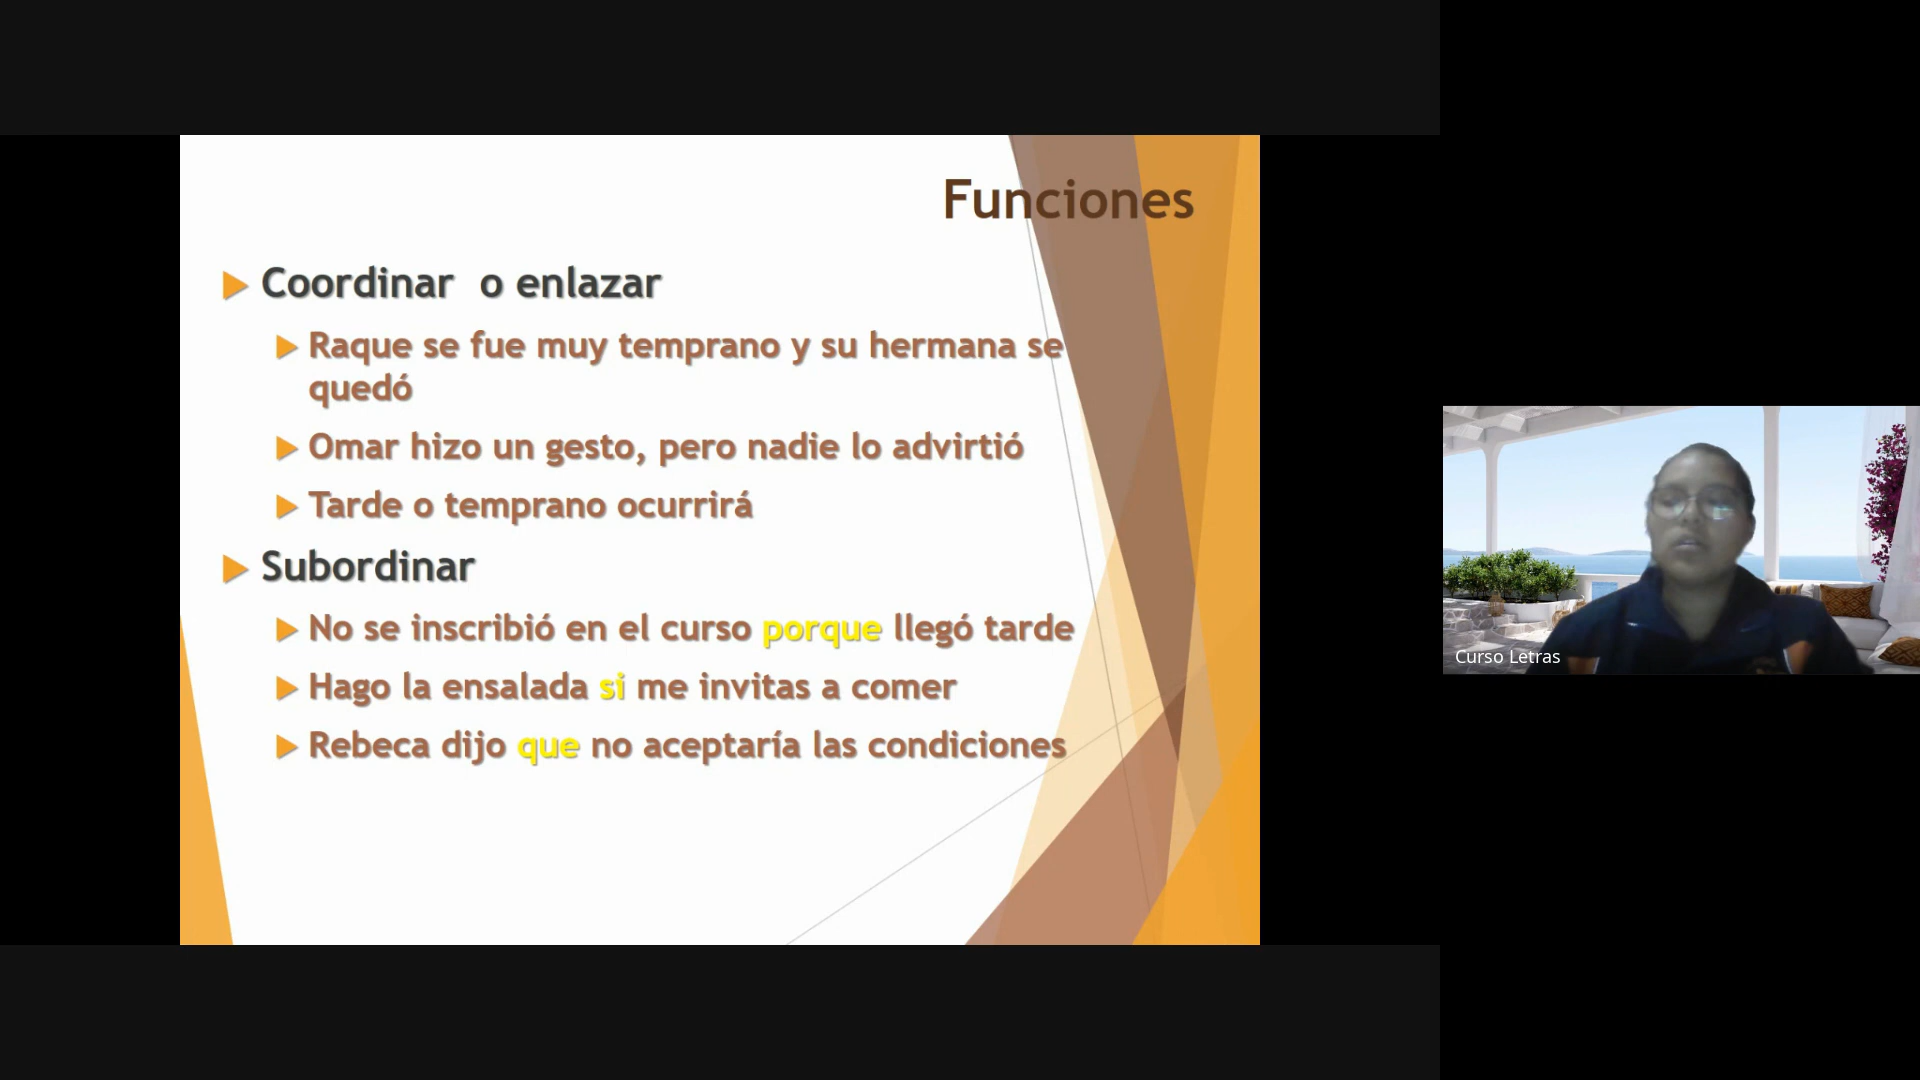 Funciones
Coordinar o enlazar
Raque se fue muy temprano y su hermana se
quedó
Omar hizo un gesto, pero nadie lo advirtió
Tarde o temprano ocurrirá
Subordinar
No se inscribió en el curso porque llegó tarde
Hago la ensalada si me invitas a comer
Rebeca dijo que no aceptaría las condiciones
Curso Letras